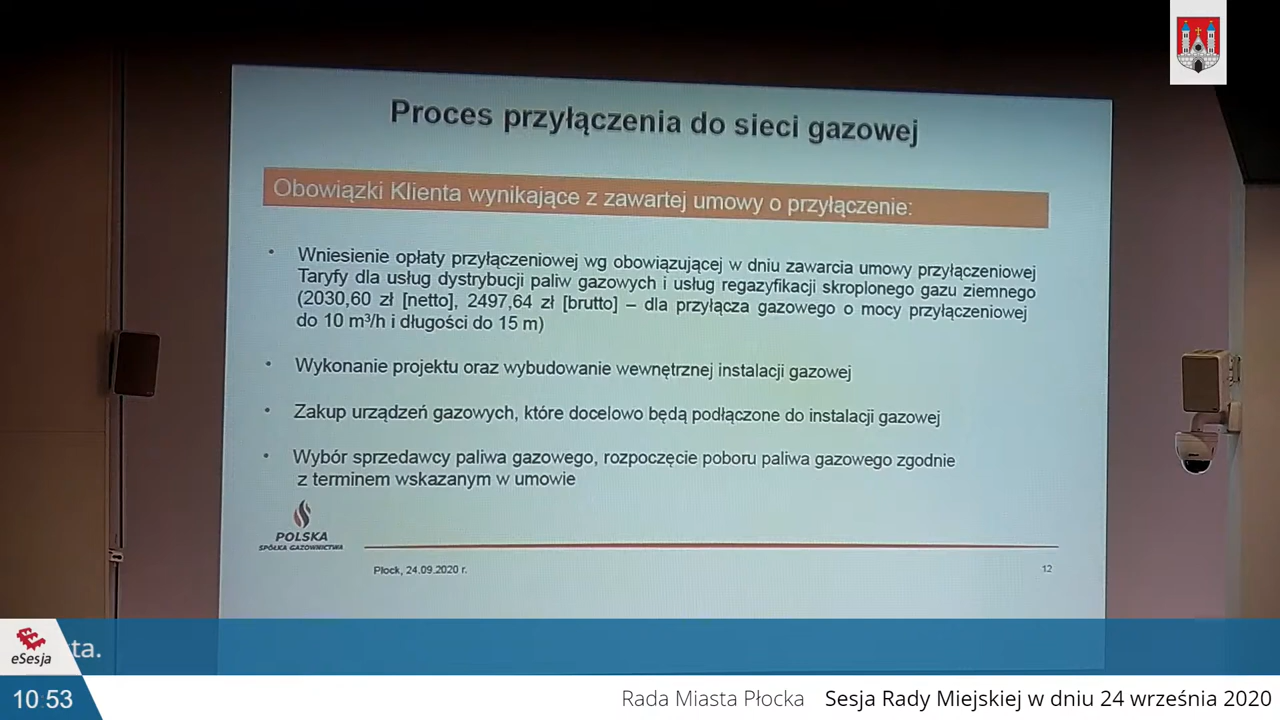 Proces przyłączenia do sieci gazowej
Obowiązki Klienta wynikające z zawartej umowy o przyłączenie:
• Wniesienie opłaty przyłączeniowej wg obowiązującej w dniu zawarcia umowy przyłączeniowej
Taryfy dla usług dystrybucji paliw gazowych i usług regazyfikacji skroplonego gazu ziemnego
(2030,60 zł [netto], 2497,64 zł [brutto] – dla przyłącza gazowego o mocy przyłączeniowej
do 10 m³/h i długości do 15 m)
• Wykonanie projektu oraz wybudowanie wewnętrznej instalacji gazowej
• Zakup urządzeń gazowych, które docelowo będą podłączone do instalacji gazowej
• Wybór sprzedawcy paliwa gazowego, rozpoczęcie poboru paliwa gazowego zgodnie
z terminem wskazanym w umowie
POLSKA
SPÓŁKA GAZOWNICTWA
Płock, 24.09.2020 r.
12
ta.
eSesja
10:53
Rada Miasta Płocka Sesja Rady Miejskiej w dniu 24 września 2020